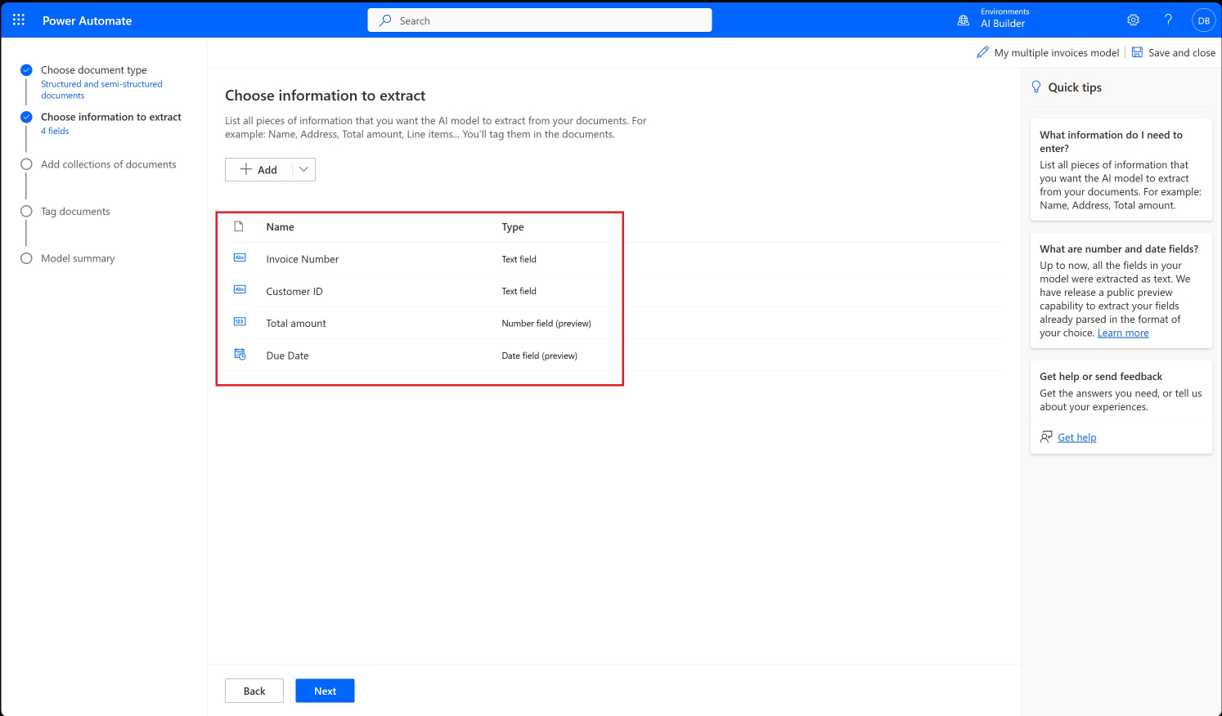 Power Automate
Search
Environments
AI Builder
?
DB
My multiple invoices model
Save and close
Choose document type
Structured and semi-structured
documents
Choose information to extract
4 fields
Add collections of documents
Tag documents
Model summary
Choose information to extract
List all pieces of information that you want the AI model to extract from your documents. For
example: Name, Address, Total amount, Line items... You'll tag them in the documents.
Add
Name Type
Abc Invoice Number Text field
Abc Customer ID Text field
123 Total amount Number field (preview)
Due Date Date field (preview)
Back
Next
Quick tips
What information do I need to
enter?
List all pieces of information that
you want the AI model to extract
from your documents. For example:
Name, Address, Total amount.
What are number and date fields?
Up to now, all the fields in your
model were extracted as text. We
have release a public preview
capability to extract your fields
already parsed in the format of
your choice. Learn more
Get help or send feedback
Get the answers you need, or tell us
about your experiences.
Get help